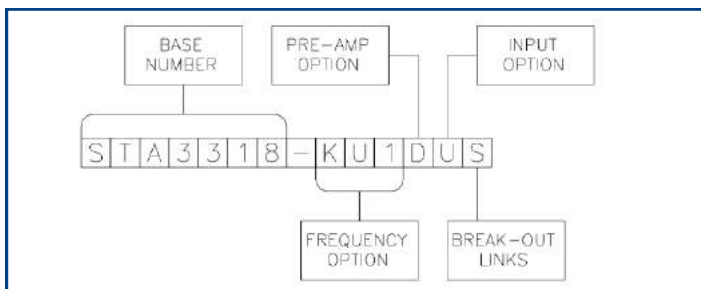 BASE
NUMBER
PRE-AMP
OPTION
INPUT
OPTION
STA3318-KU1DUS
FREQUENCY
OPTION
BREAK-OUT
LINKS